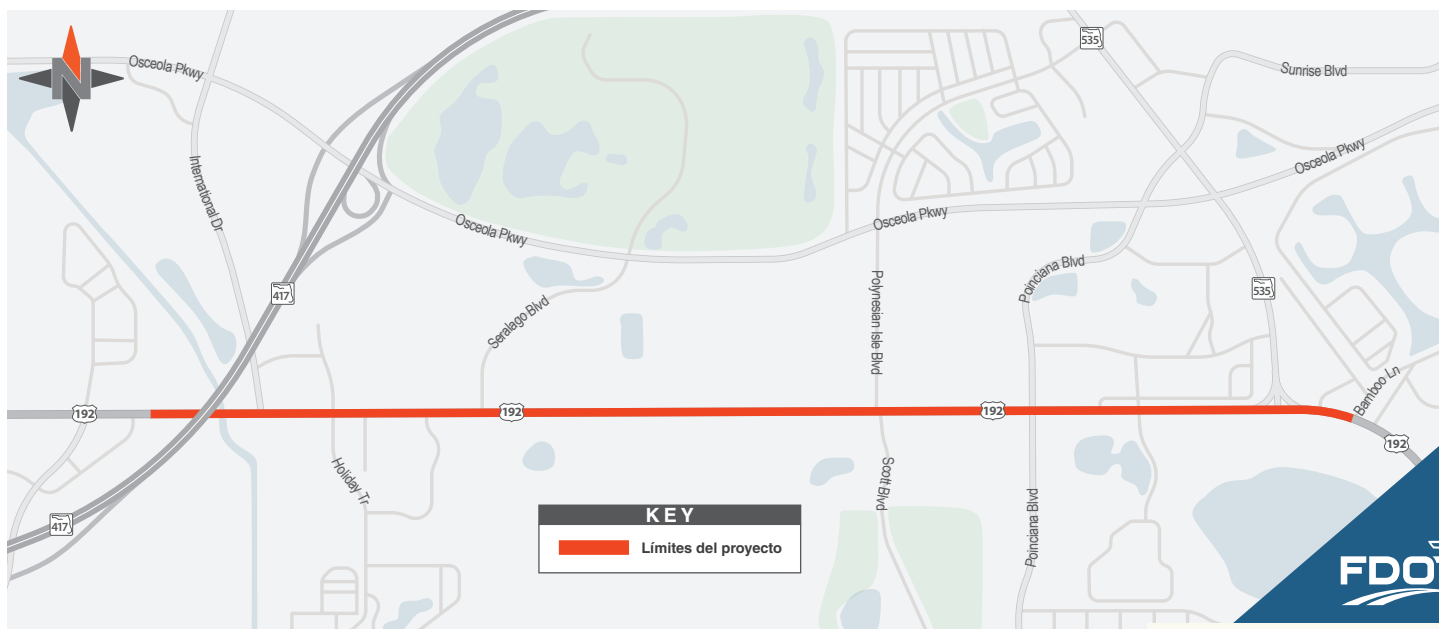 535
Osceola Pkwy
Sunrise Blvd
N
International Dr
Osceola Pkwy
Osceola Pkwy
Osceola Pkwy
Poinciana Blvd
417
535
Seralago Blvd
Polynesian Isle Blvd
Bamboo Ln
192
192
192
192
Holiday Tr
Scott Blvd
Poinciana Blvd
417
KEY
Límites del proyecto
FDOT